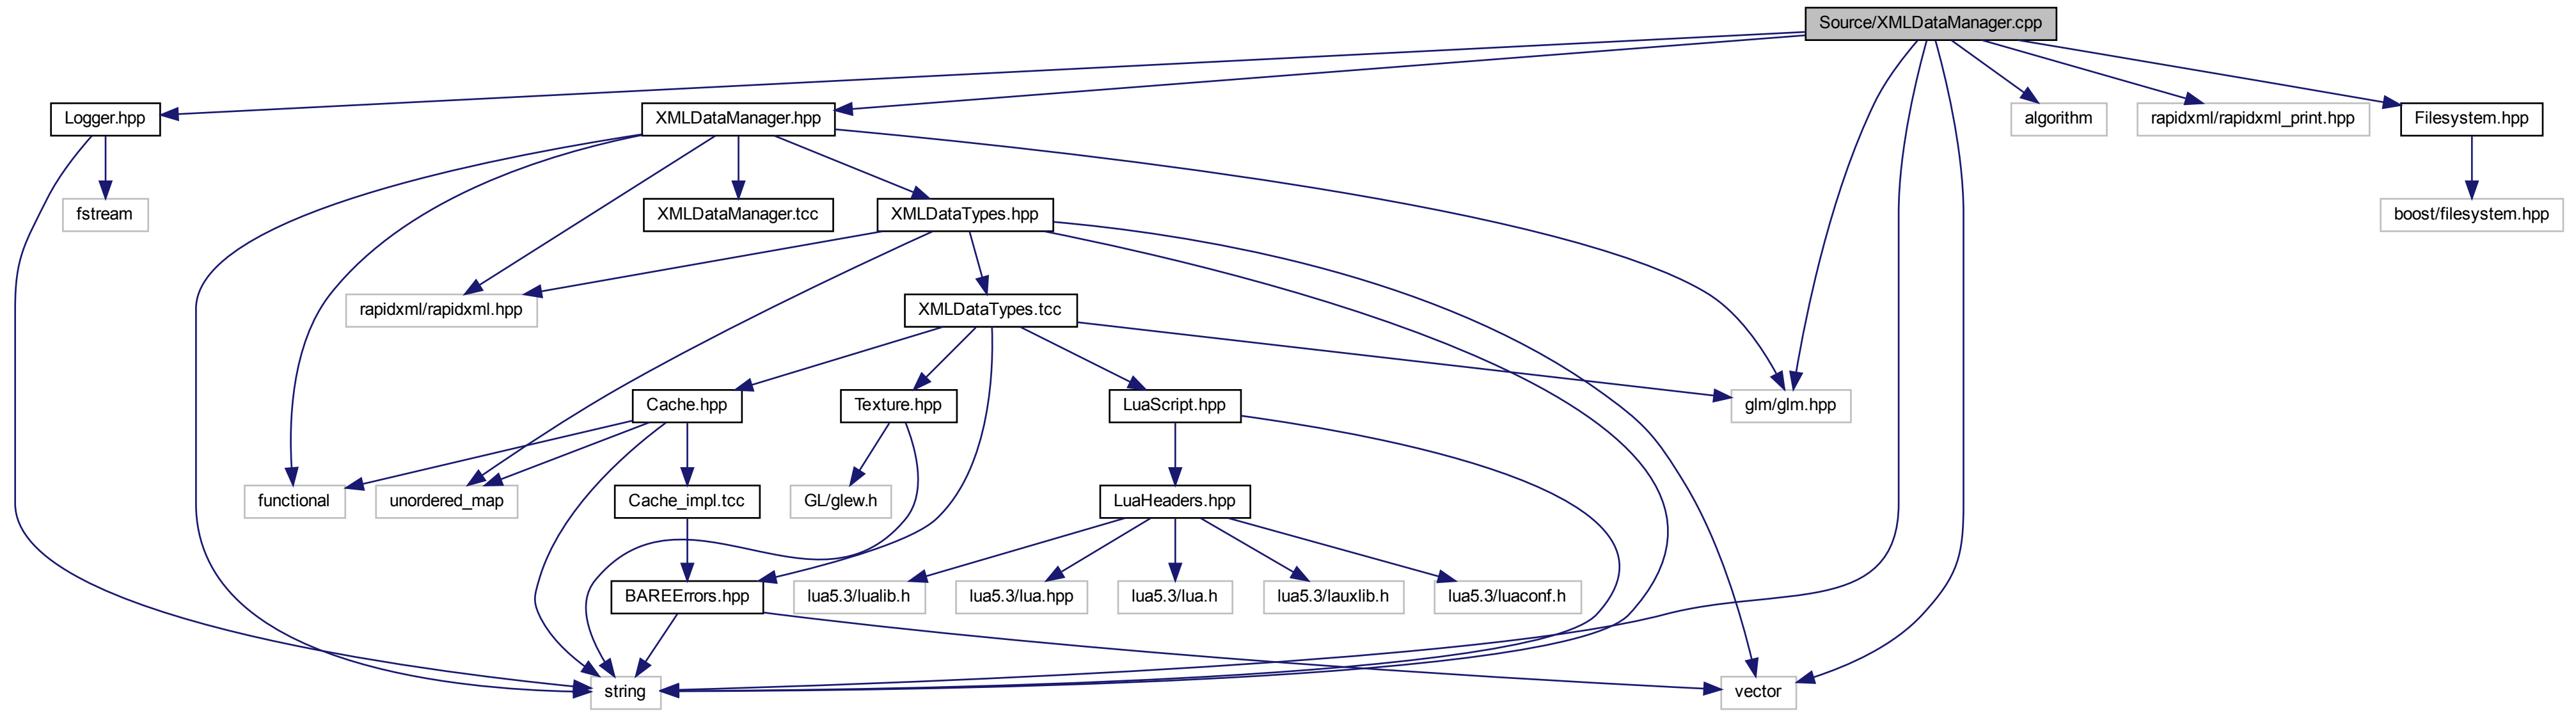 Source/XMLDataManager.cpp
Logger.hpp
XMLDataManager.hpp
algorithm
rapidxml/rapidxml_print.hpp
Filesystem.hpp
fstream
XMLDataManager.tcc
XMLDataTypes.hpp
boost/filesystem.hpp
rapidxml/rapidxml.hpp
XMLDataTypes.tcc
Cache.hpp
Texture.hpp
LuaScript.hpp
glm/glm.hpp
functional
unordered_map
Cache_impl.tcc
GL/glew.h
LuaHeaders.hpp
BAREErrors.hpp
lua5.3/lualib.h
lua5.3/lua.hpp
lua5.3/lua.h
lua5.3/lauxlib.h
lua5.3/luaconf.h
string
vector